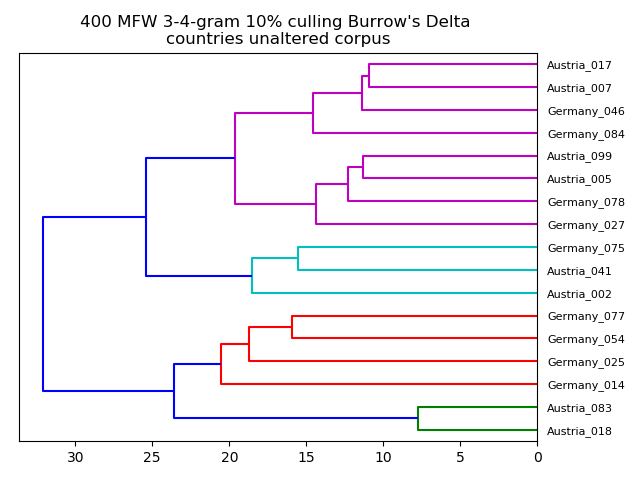 400 MFW 3-4-gram 10% culling Burrow's Delta
countries unaltered corpus
Austria_017
Austria_007
Germany_046
Germany_084
Austria_099
Austria_005
Germany_078
Germany_027
Germany_075
Austria_041
Austria_002
Germany_077
Germany_054
Germany_025
Germany_014
Austria_083
Austria_018
30 25 20 15 10 5 0